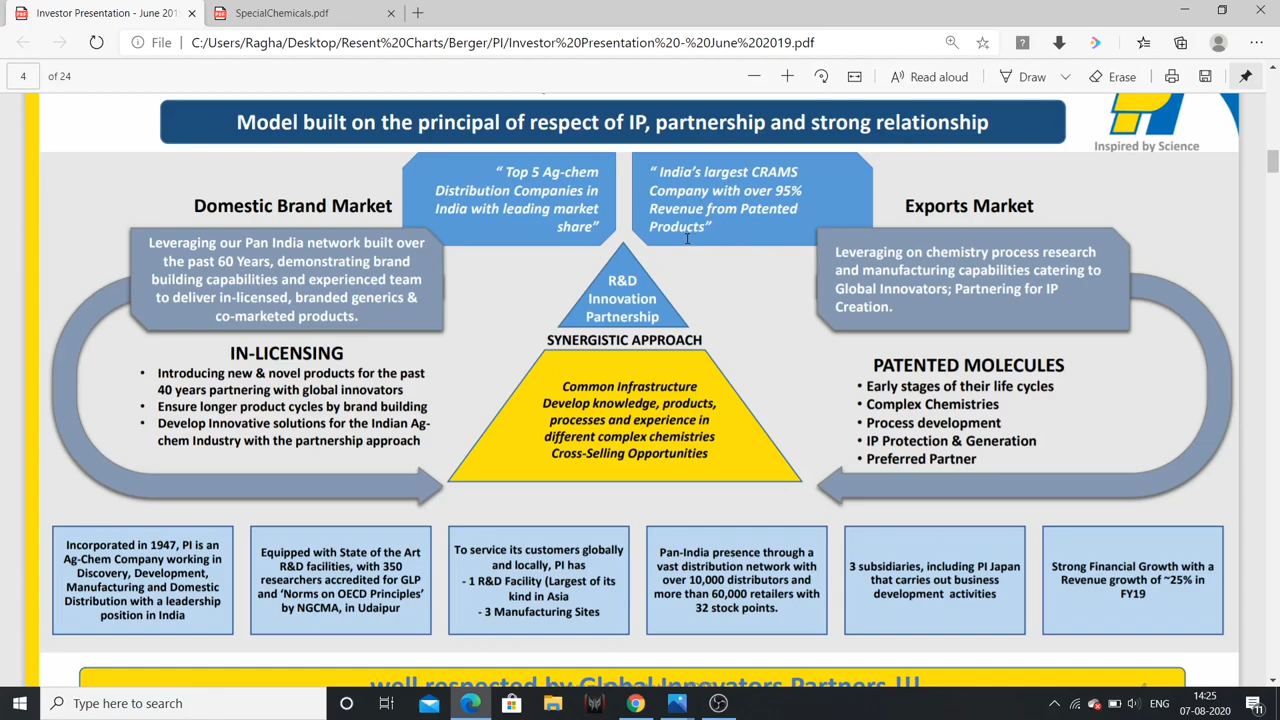 Investor Presentation - June 201
SpecialChemicals.pdf
File
C:/Users/Ragha/Desktop/Resent%20Charts/Berger/PI/Investor%20Presentation%20-%20June%202019.pdf
4 of 24
Read aloud
Draw
Erase
Model built on the principal of respect of IP, partnership and strong relationship
Inspired by Science
Domestic Brand Market
“ Top 5 Ag-chem
Distribution Companies in
India with leading market
share”
“ India’s largest CRAMS
Company with over 95%
Revenue from Patented
Products”
Exports Market
Leveraging our Pan India network built over
the past 60 Years, demonstrating brand
building capabilities and experienced team
to deliver in-licensed, branded generics &
co-marketed products.
R&D
Innovation
Partnership
Leveraging on chemistry process research
and manufacturing capabilities catering to
Global Innovators; Partnering for IP
Creation.
SYNERGISTIC APPROACH
IN-LICENSING
• Introducing new & novel products for the past
40 years partnering with global innovators
• Ensure longer product cycles by brand building
• Develop Innovative solutions for the Indian Ag-
chem Industry with the partnership approach
Common Infrastructure
Develop knowledge, products,
processes and experience in
different complex chemistries
Cross-Selling Opportunities
PATENTED MOLECULES
• Early stages of their life cycles
• Complex Chemistries
• Process development
• IP Protection & Generation
• Preferred Partner
Incorporated in 1947, PI is an
Ag-Chem Company working in
Discovery, Development,
Manufacturing and Domestic
Distribution with a leadership
position in India
Equipped with State of the Art
R&D facilities, with 350
researchers accredited for GLP
and ‘Norms on OECD Principles’
by NGCMA, in Udaipur
To service its customers globally
and locally, PI has
- 1 R&D Facility (Largest of its
kind in Asia
- 3 Manufacturing Sites
Pan-India presence through a
vast distribution network with
over 10,000 distributors and
more than 60,000 retailers with
32 stock points.
3 subsidiaries, including PI Japan
that carries out business
development activities
Strong Financial Growth with a
Revenue growth of ~25% in
FY19
well respected by Global Innovators Partners !!!
Type here to search
ENG
14:25
07-08-2020
11